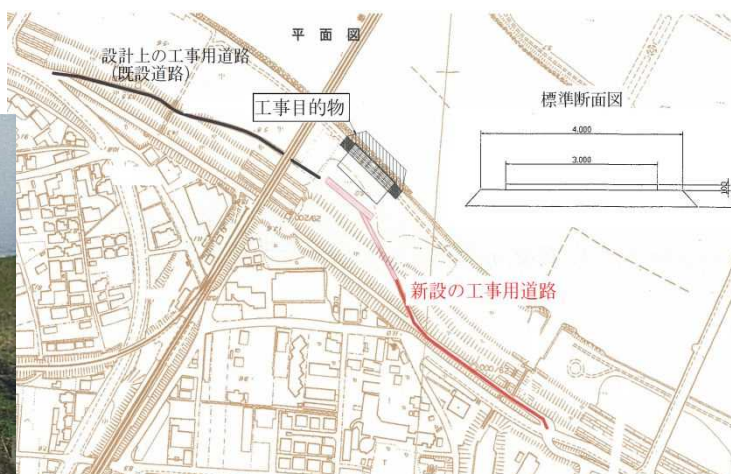 平面図
設計上の工事用道路
(既設道路)
工事目的物
標準断面図
4,000
3,000
新設の工事用道路